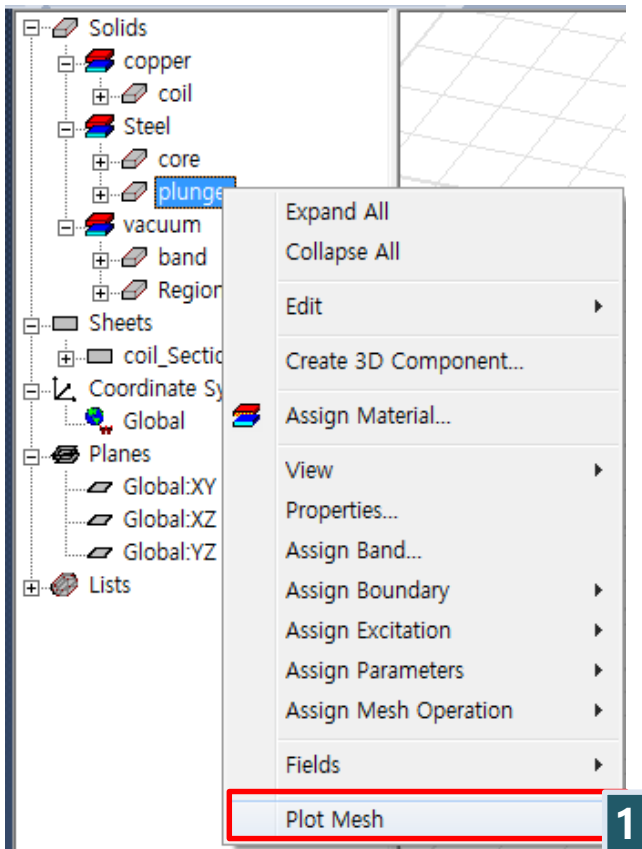 Solids
copper
coil
Steel
core
plunge
vacuum
band
Region
Sheets
coil_Sectio
Coordinate Sy
Global
Planes
Global:XY
Global:XZ
Global:YZ
Lists
Expand All
Collapse All
Edit
Create 3D Component...
Assign Material...
View
Properties...
Assign Band...
Assign Boundary
Assign Excitation
Assign Parameters
Assign Mesh Operation
Fields
Plot Mesh
1